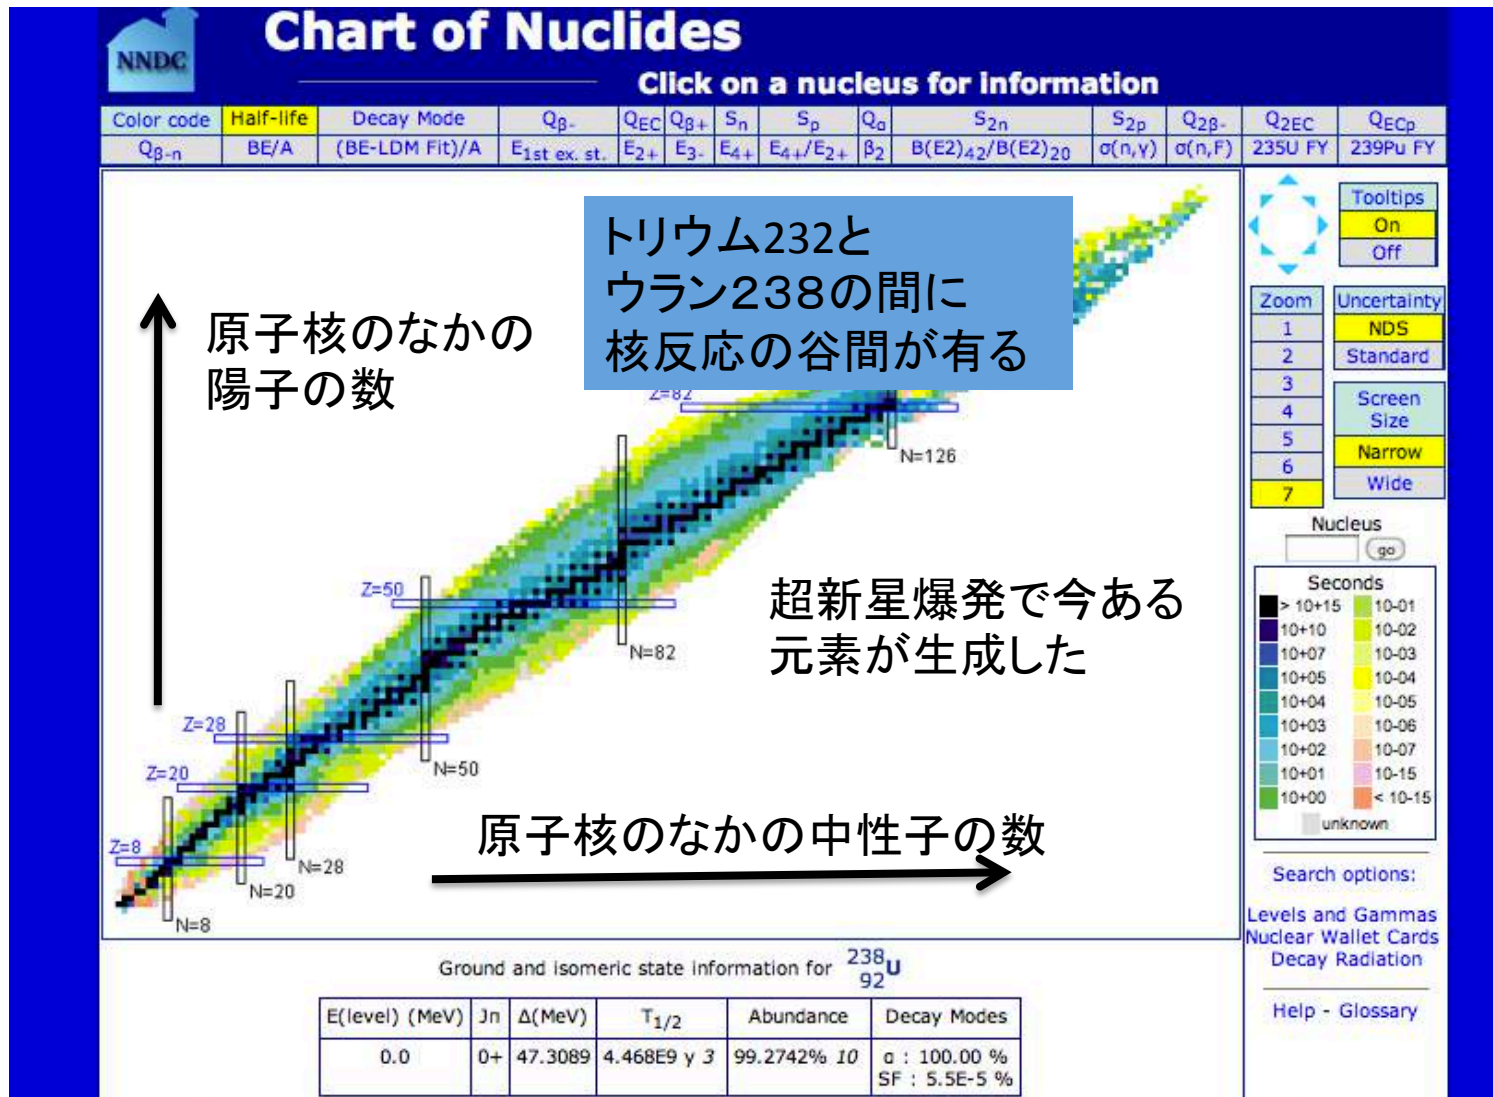 NNDC
Chart of Nuclides
Click on a nucleus for information
Color code Half-life Decay Mode Qβ- QEC Qβ+ Sn Sp Qα S2n S2p Q2β- Q2EC QECp
Qβ-n BE/A (BE-LDM Fit)/A E1st ex. st. E2+ E3- E4+ E4+/E2+ β2 B(E2)42/B(E2)20 σ(n,γ) σ(n,F) 235U FY 239Pu FY
トリウム232と
ウラン238の間に
核反応の谷間が有る
原子核のなかの
陽子の数
Z=82
N=126
Z=50
N=82
超新星爆発で今ある
元素が生成した
Z=28
N=50
Z=20
原子核のなかの中性子の数
Z=8
N=28
N=20
N=8
Tooltips
On
Off
Zoom
1
2
3
4
5
6
7
Uncertainty
NDS
Standard
Screen
Size
Narrow
Wide
Nucleus
go
Seconds
> 10+15 10-01
10+10 10-02
10+07 10-03
10+05 10-04
10+04 10-05
10+03 10-06
10+02 10-07
10+01 10-15
10+00 < 10-15
unknown
Search options:
Levels and Gammas
Nuclear Wallet Cards
Decay Radiation
Help - Glossary
Ground and isomeric state information for 238 92 U
E(level) (MeV) Jπ Δ(MeV) T1/2 Abundance Decay Modes
0.0 0+ 47.3089 4.468E9 y 3 99.2742% 10 α : 100.00 %
SF : 5.5E-5 %